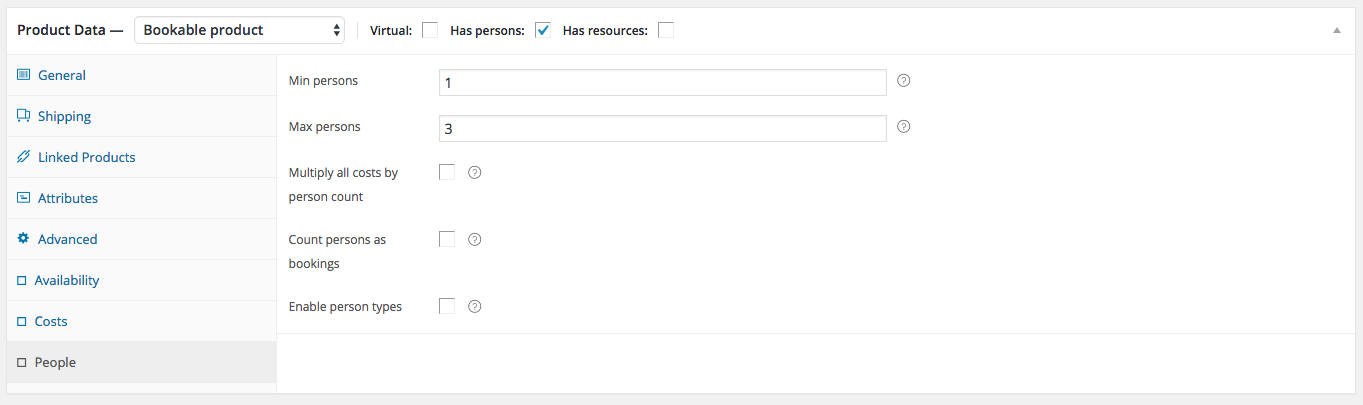 Product Data — Bookable product Virtual: Has persons: Has resources:
General
Shipping
Linked Products
Attributes
Advanced
Availability
Costs
People
Min persons 1 ?
Max persons 3 ?
Multiply all costs by ?
person count
Count persons as ?
bookings
Enable person types ?